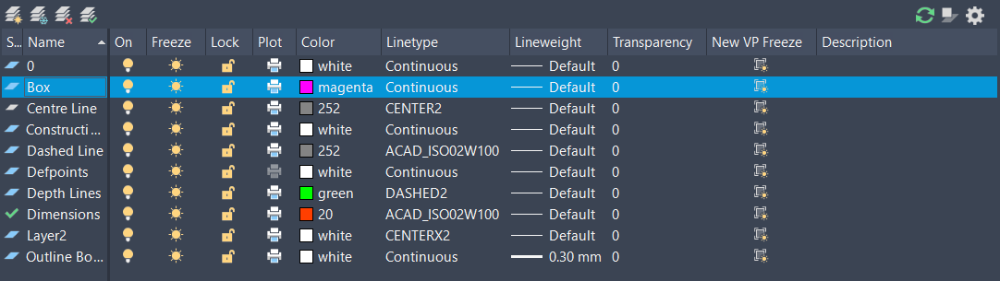 S... Name On Freeze Lock Plot Color Linetype Lineweight Transparency New VP Freeze Description
0 white Continuous Default 0
Box magenta Continuous Default 0
Centre Line 252 CENTER2 Default 0
Constructi... white Continuous Default 0
Dashed Line 252 ACAD_ISO02W100 Default 0
Defpoints white Continuous Default 0
Depth Lines green DASHED2 Default 0
Dimensions 20 ACAD_ISO02W100 Default 0
Layer2 white CENTERX2 Default 0
Outline Bo... white Continuous 0.30 mm 0